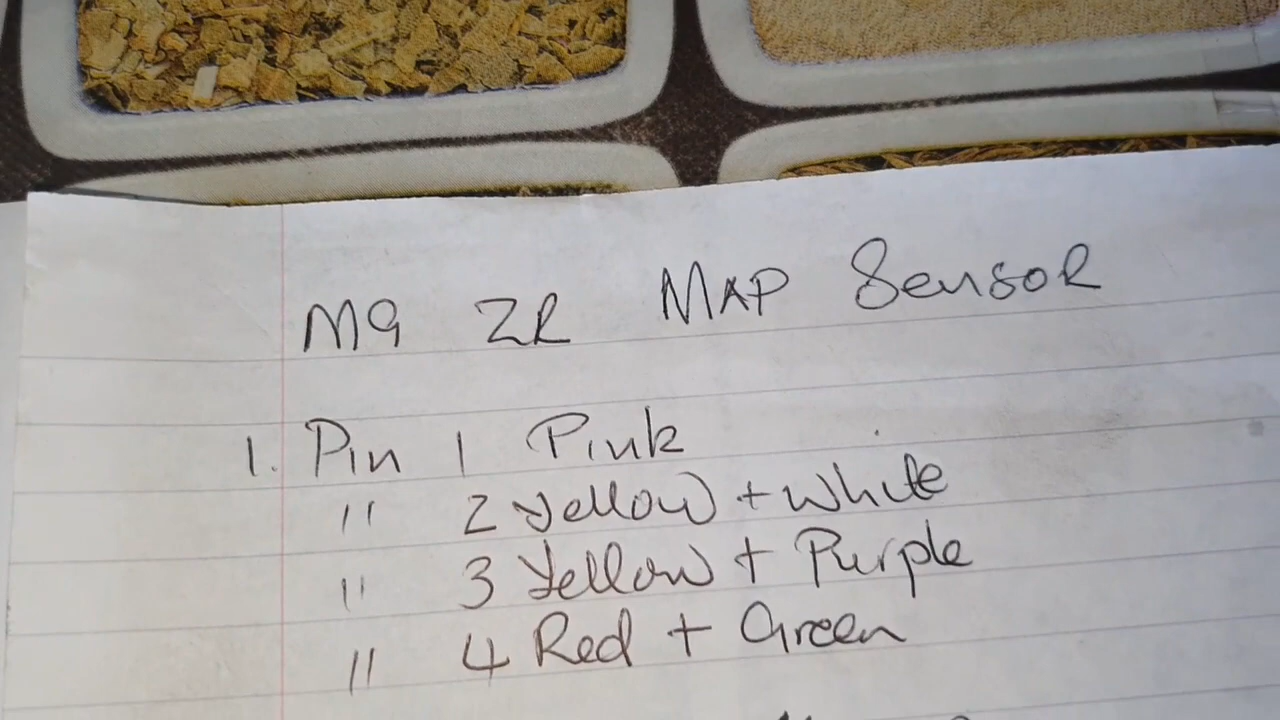 MG ZR MAP SENSOR
1. Pin 1 Pink
" 2 Yellow + White
" 3 Yellow + Purple
" 4 Red + Green